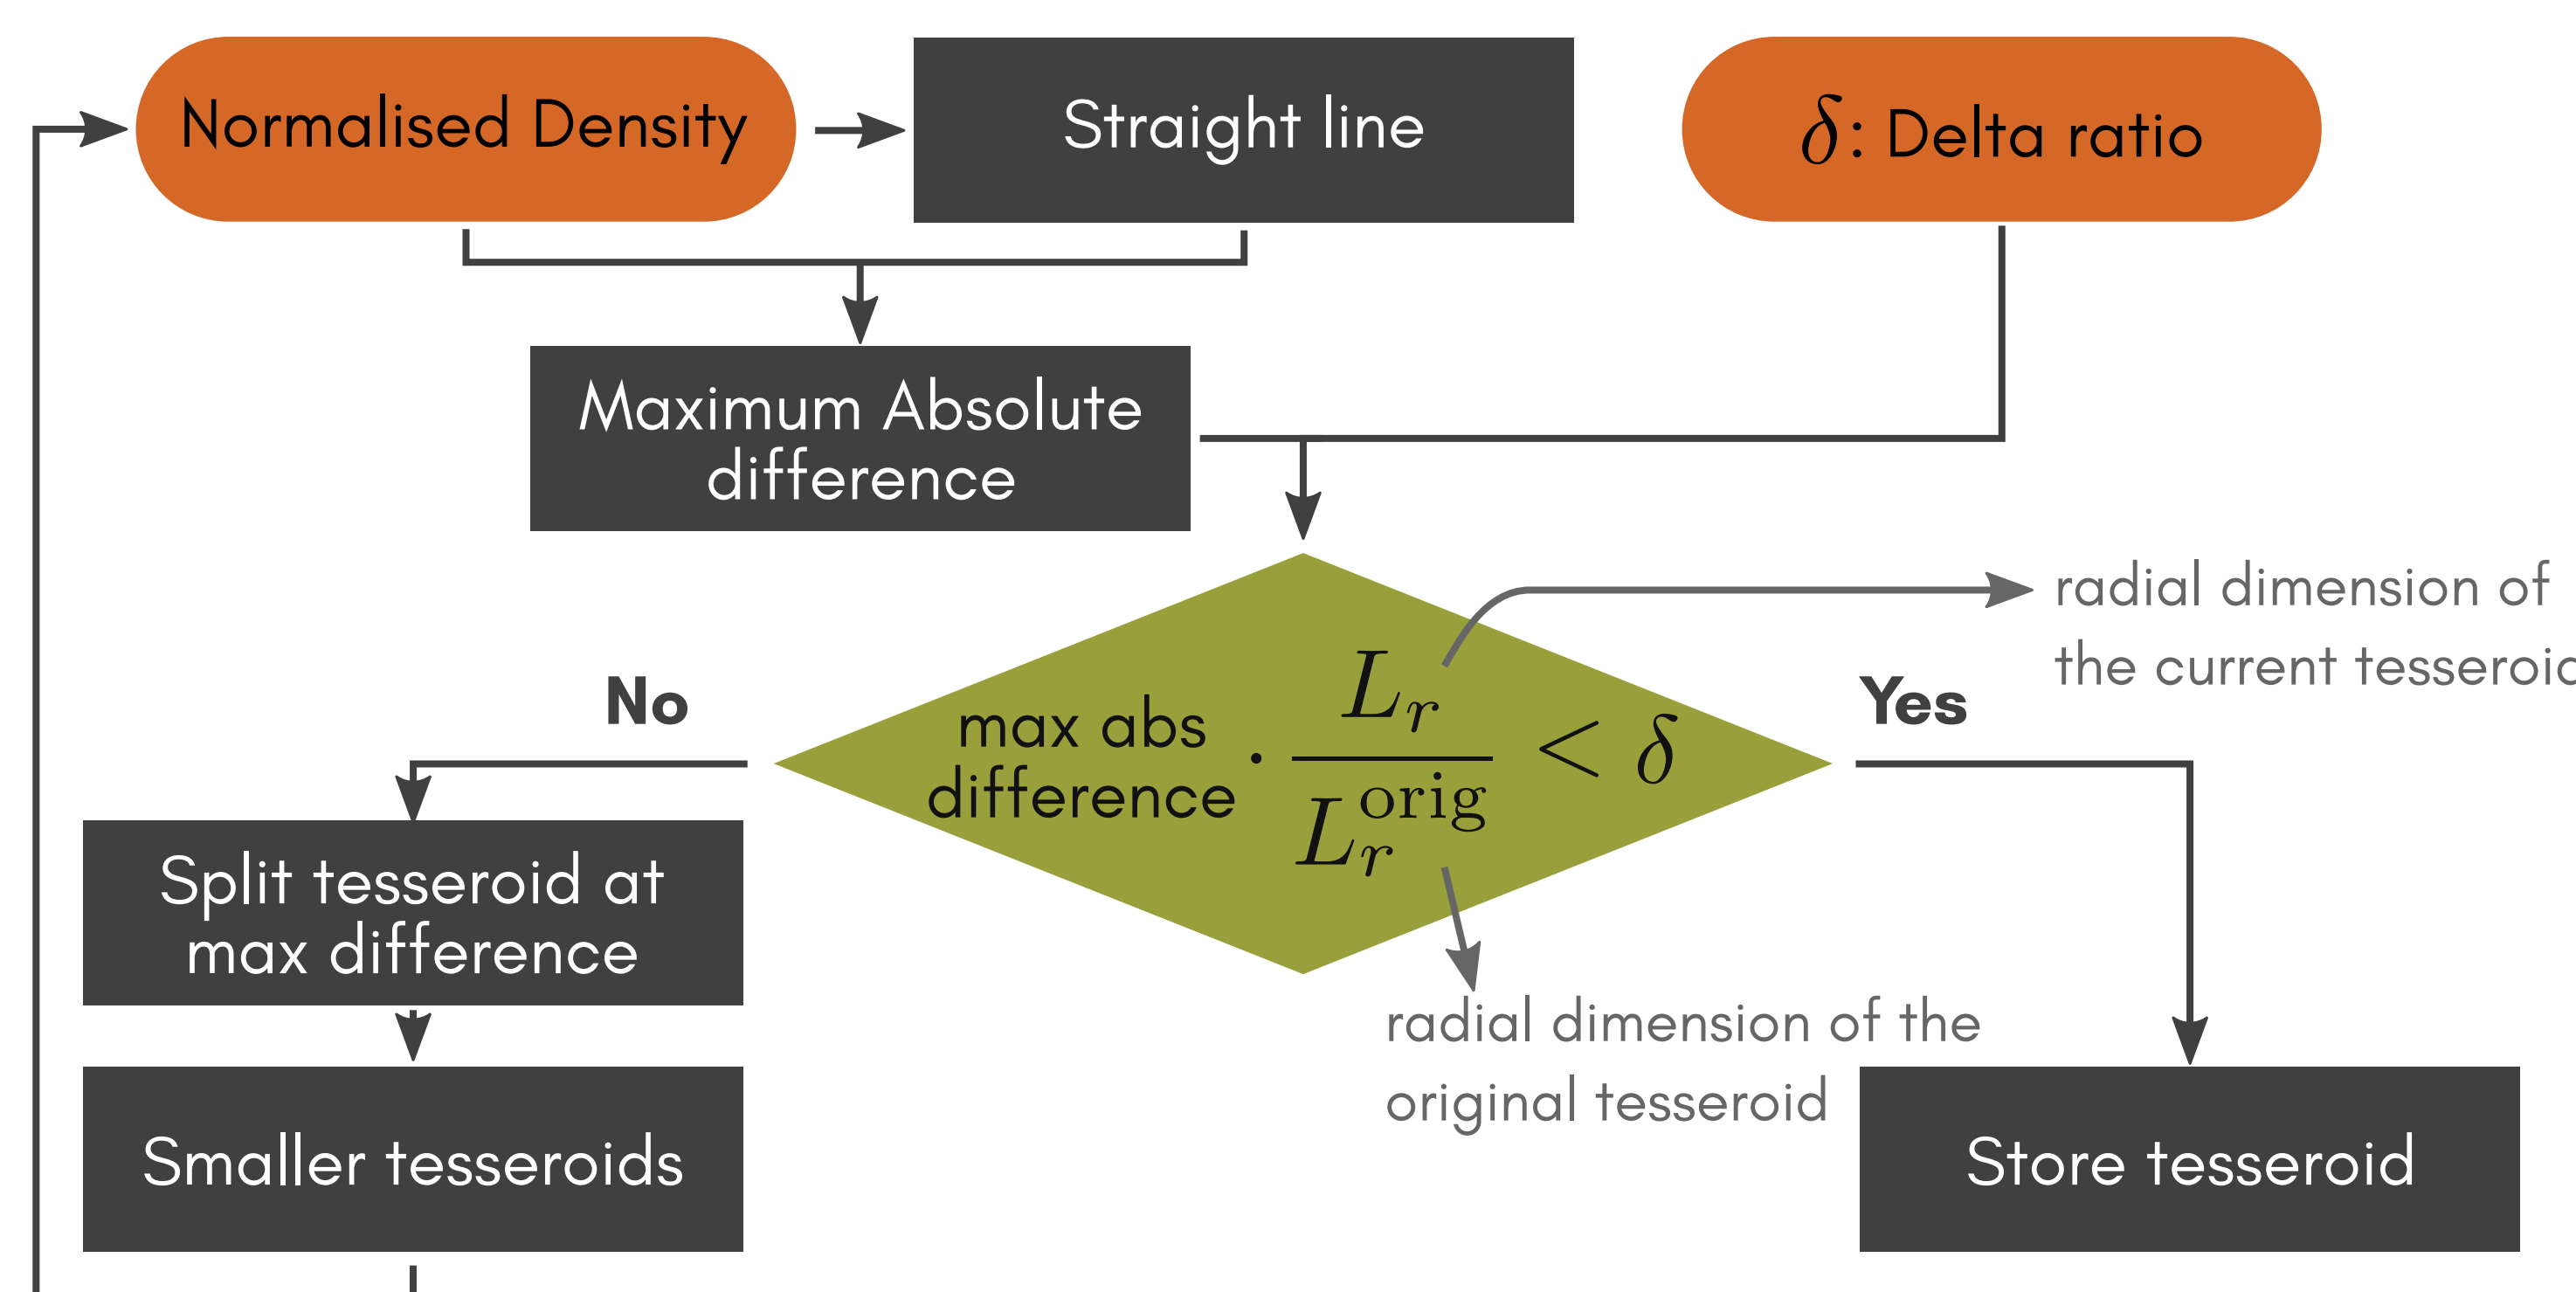 Normalised Density
Straight line
δ: Delta ratio
Maximum Absolute
difference
radial dimension of
the current tesseroid
No
Yes
max abs
difference · L_r / L_r^orig < δ
Split tesseroid at
max difference
radial dimension of the
original tesseroid
Smaller tesseroids
Store tesseroid